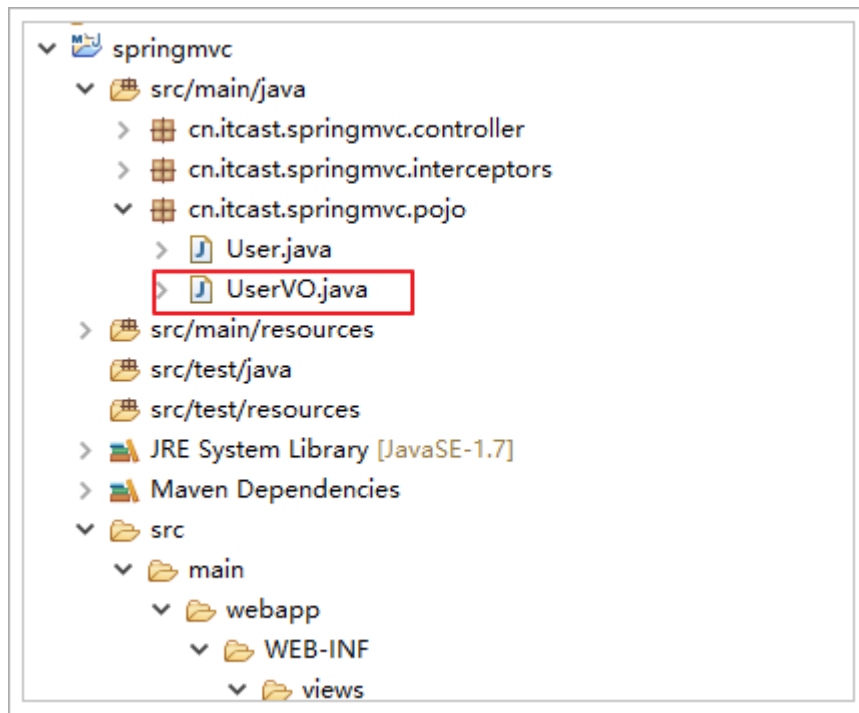 springmvc
src/main/java
cn.itcast.springmvc.controller
cn.itcast.springmvc.interceptors
cn.itcast.springmvc.pojo
User.java
UserVO.java
src/main/resources
src/test/java
src/test/resources
JRE System Library [JavaSE-1.7]
Maven Dependencies
src
main
webapp
WEB-INF
views